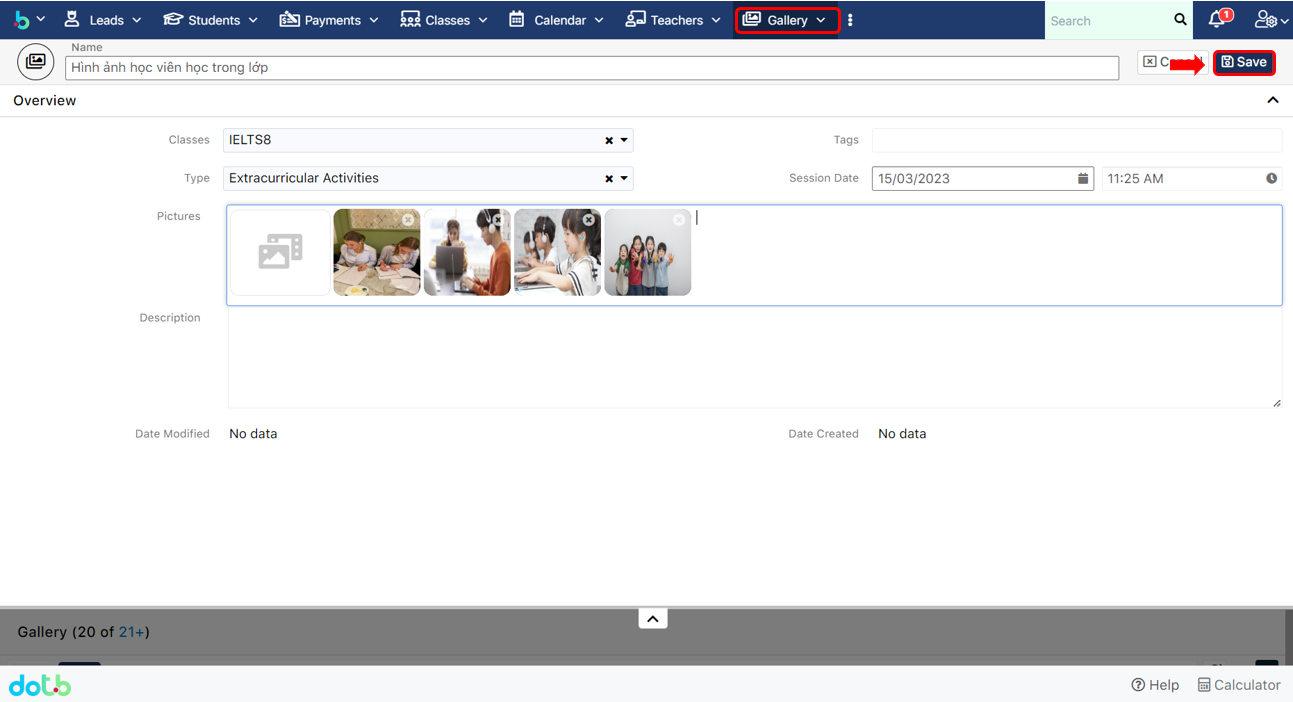 Leads Students Payments Classes Calendar Teachers Gallery Search 1
Name
Hình ảnh học viên học trong lớp
Save
Overview
Classes IELTS8 Tags
Type Extracurricular Activities Session Date 15/03/2023 11:25 AM
Pictures
Description
Date Modified No data Date Created No data
Gallery (20 of 21+)
dotb Help Calculator